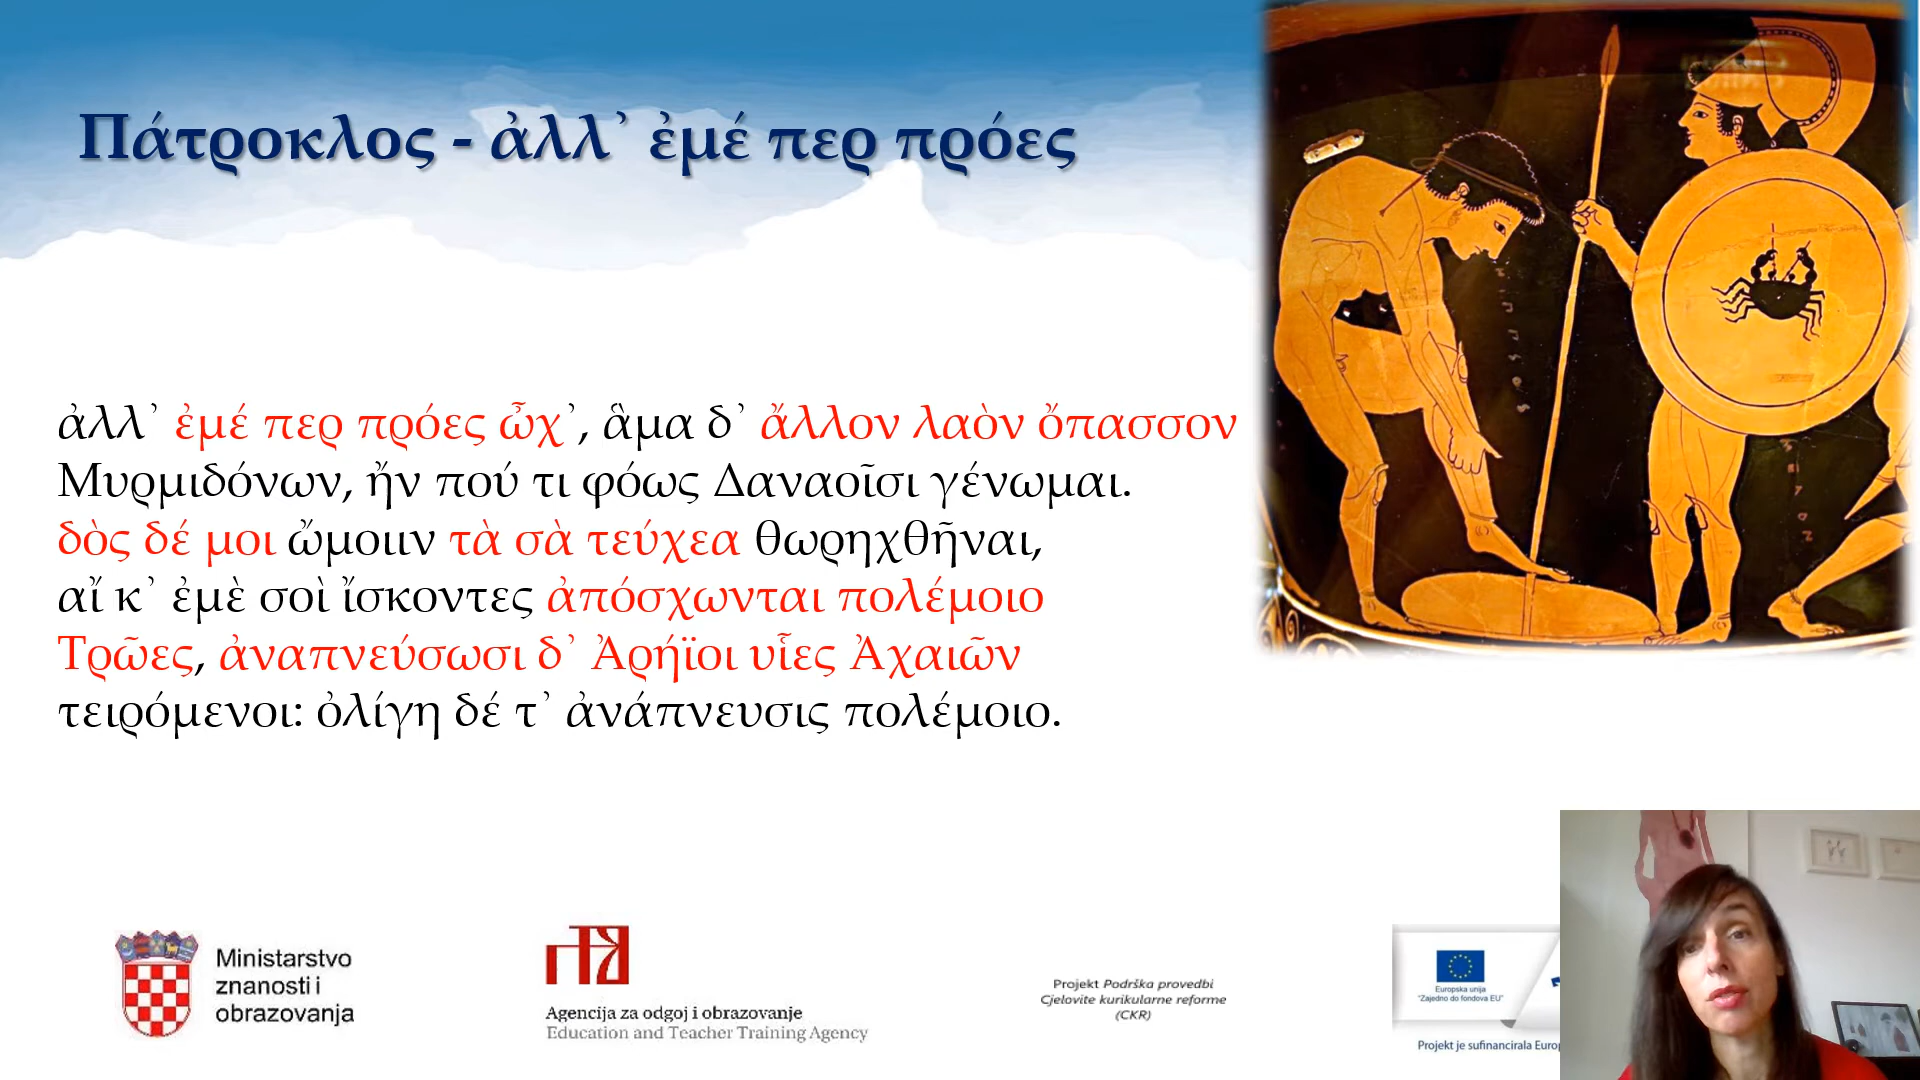 Πάτροκλος - ἀλλ᾽ ἐμέ περ πρόες
ἀλλ᾽ ἐμέ περ πρόες ὦχ᾽, ἅμα δ᾽ ἄλλον λαὸν ὄπασσον
Μυρμιδόνων, ἤν πού τι φόως Δαναοῖσι γένωμαι.
δὸς δέ μοι ὤμοιιν τὰ σὰ τεύχεα θωρηχθῆναι,
αἴ κ᾽ ἐμὲ σοὶ ἴσκοντες ἀπόσχωνται πολέμοιο
Τρῶες, ἀναπνεύσωσι δ᾽ Ἀρήϊοι υἷες Ἀχαιῶν
τειρόμενοι: ὀλίγη δέ τ᾽ ἀνάπνευσις πολέμοιο.
Ministarstvo
znanosti i
obrazovanja
Agencija za odgoj i obrazovanje
Education and Teacher Training Agency
Projekt Podrška provedbi
Cjelovite kurikularne reforme
(CKR)
Europska unija
"Zajedno do fondova EU"
Projekt je sufinancirala